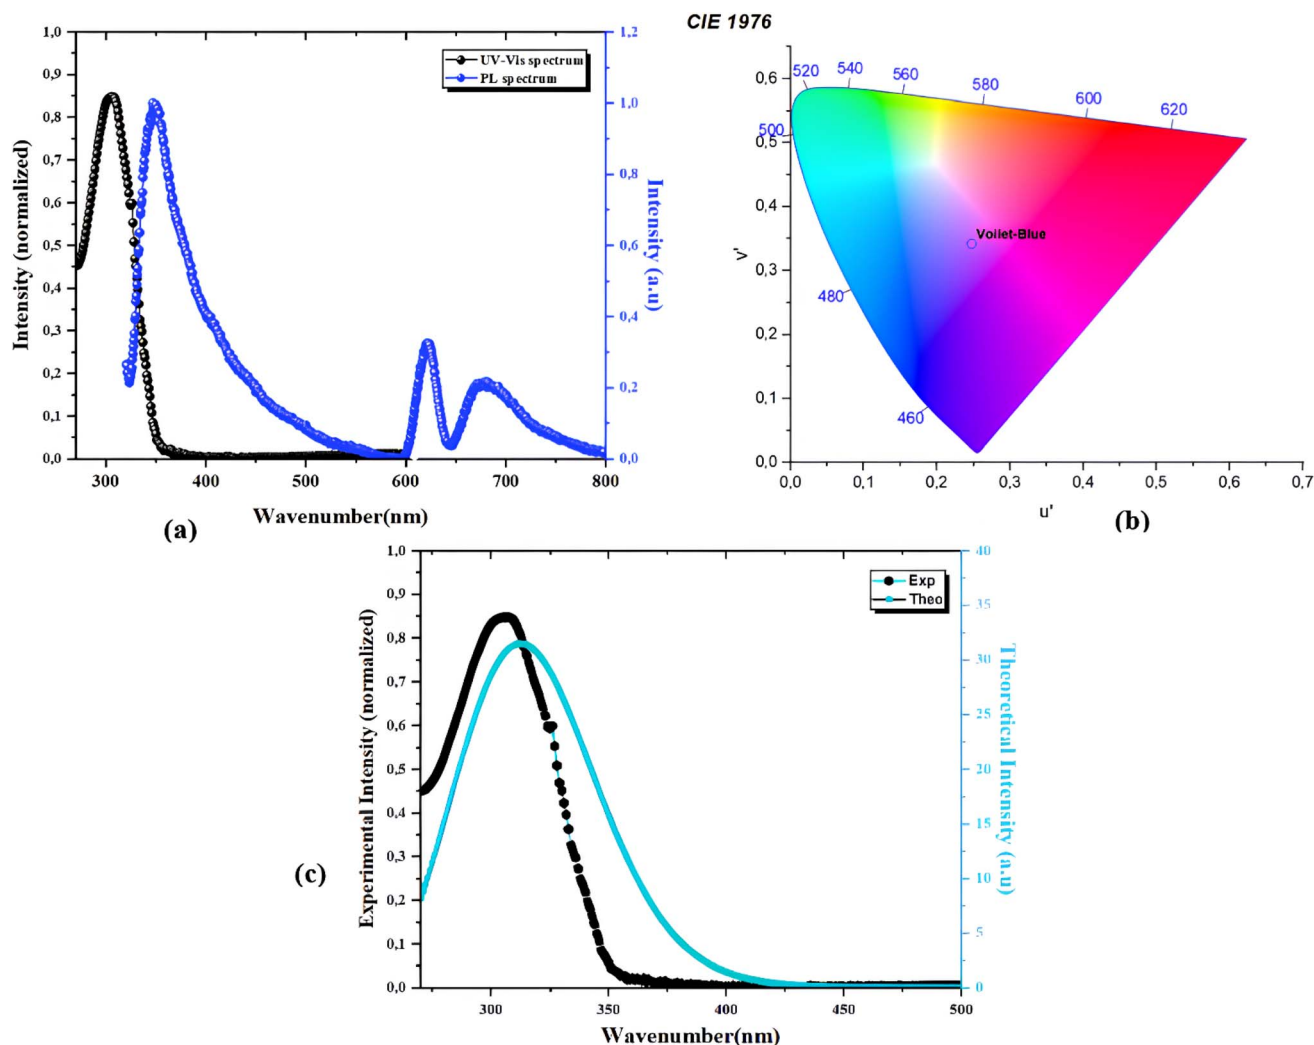 CIE 1976
1,0
0,9
0,8
0,7
0,6
0,5
0,4
0,3
0,2
0,1
0,0
Intensity (normalized)
UV-Vis spectrum
PL spectrum
1,2
1,0
0,8
0,6
0,4
0,2
0,0
Intensity (a.u)
300 400 500 600 700 800
Wavenumber(nm)
(a)
0,6
0,5
0,4
0,3
0,2
0,1
0,0
v'
520 540 560 580 600 620
500
480
460
Voilet-Blue
0,0 0,1 0,2 0,3 0,4 0,5 0,6 0,7
u'
(b)
1,0
0,9
0,8
0,7
0,6
0,5
0,4
0,3
0,2
0,1
0,0
Experimental Intensity (normalized)
Exp
Theo
40
35
30
25
20
15
10
5
0
Theoretical Intensity (a.u)
300 350 400 450 500
Wavenumber(nm)
(c)